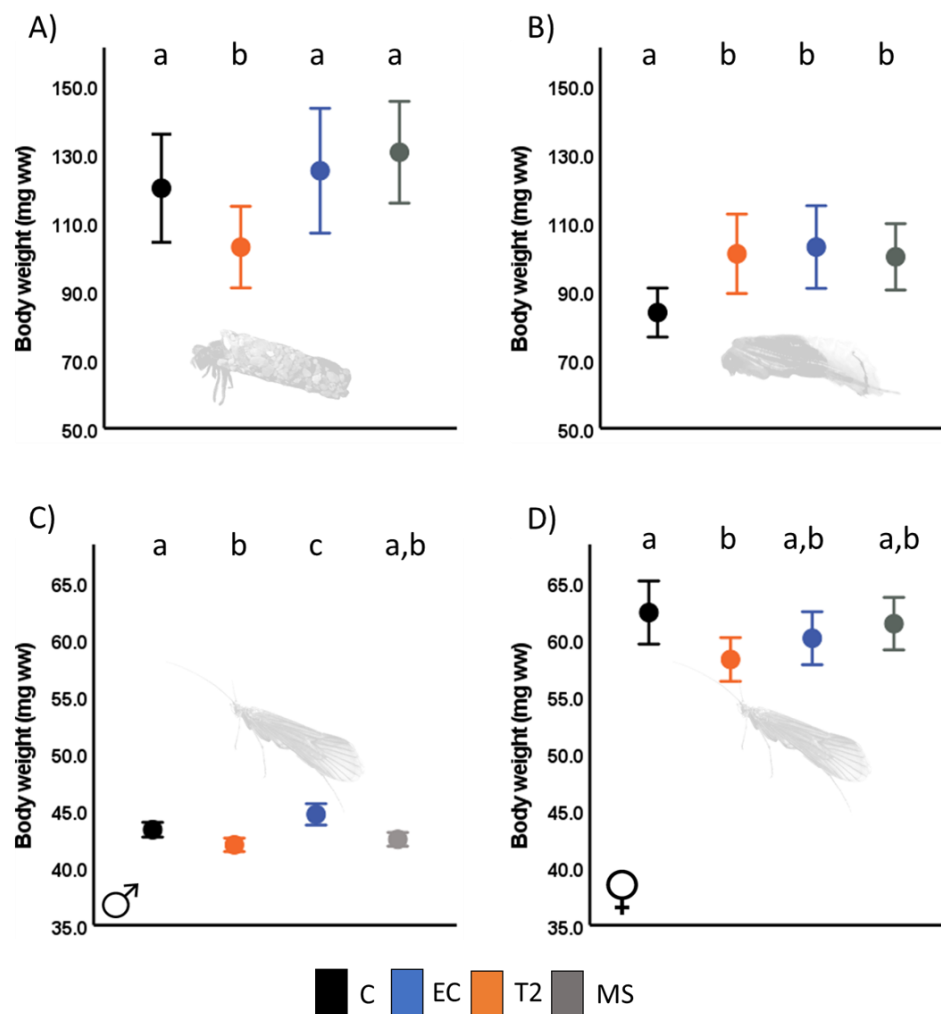 A)
a b a a
150.0
130.0
110.0
90.0
70.0
50.0
Body weight (mg ww)
B)
a b b b
150.0
130.0
110.0
90.0
70.0
50.0
Body weight (mg ww)
C)
a b c a,b
65.0
60.0
55.0
50.0
45.0
40.0
35.0
Body weight (mg ww)
♂
D)
a b a,b a,b
65.0
60.0
55.0
50.0
45.0
40.0
35.0
Body weight (mg ww)
♀
C EC T2 MS